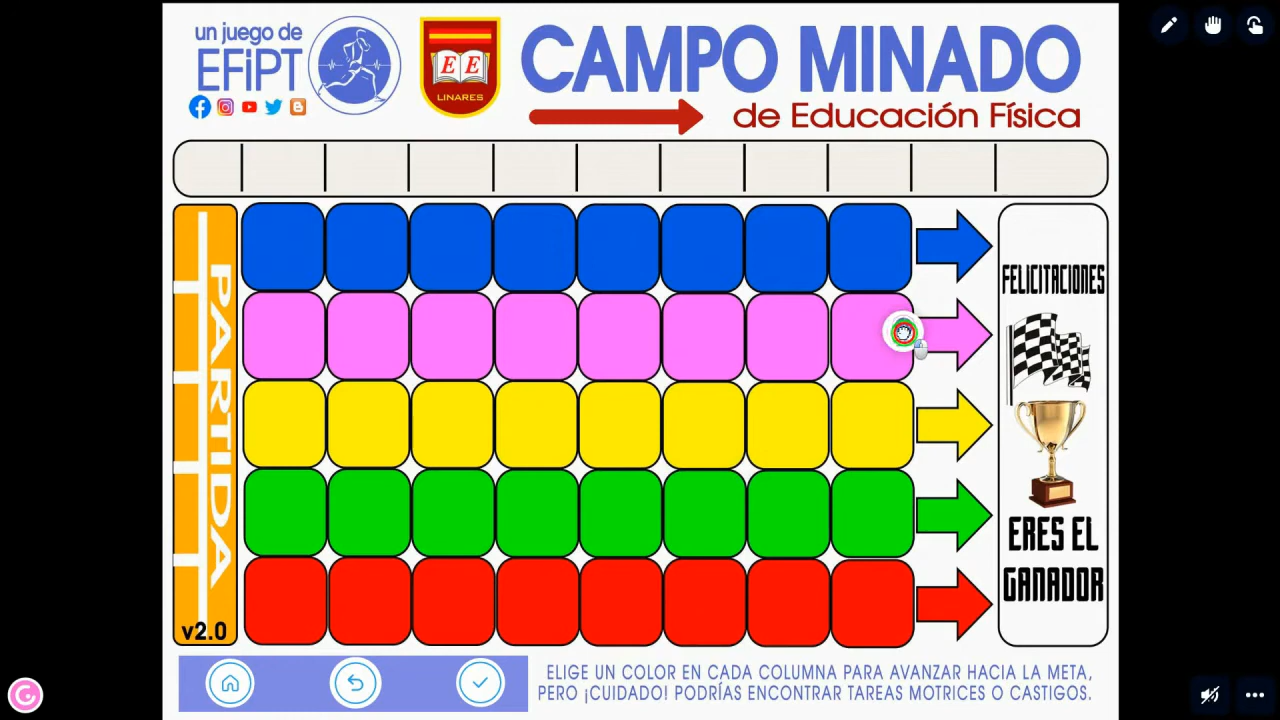 un juego de
EFiPT
EE
LINARES
CAMPO MINADO
de Educación Física
PARTIDA
v2.0
FELICITACIONES
ERES EL
GANADOR
ELIGE UN COLOR EN CADA COLUMNA PARA AVANZAR HACIA LA META,
PERO ¡CUIDADO! PODRÍAS ENCONTRAR TAREAS MOTRICES O CASTIGOS.